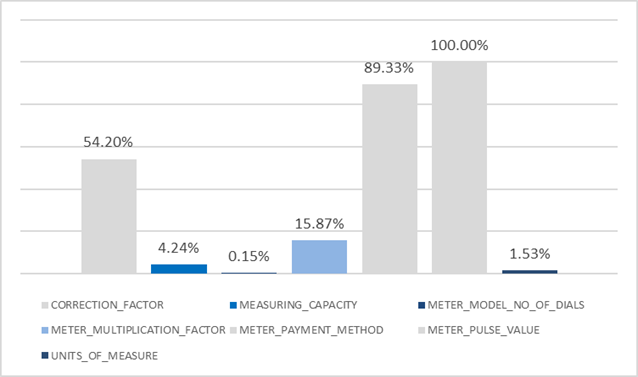 100.00%
89.33%
54.20%
15.87%
4.24%
0.15%
1.53%
CORRECTION_FACTOR MEASURING_CAPACITY METER_MODEL_NO_OF_DIALS
METER_MULTIPLICATION_FACTOR METER_PAYMENT_METHOD METER_PULSE_VALUE
UNITS_OF_MEASURE